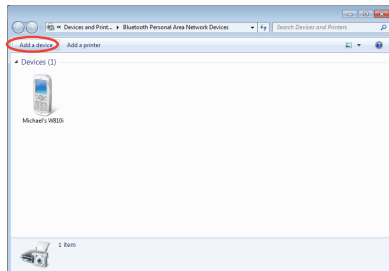 « Devices and Print... ▸ Bluetooth Personal Area Network Devices
Search Devices and Printers
Add a device
Add a printer
Devices (1)
Michael's W810i
1 item